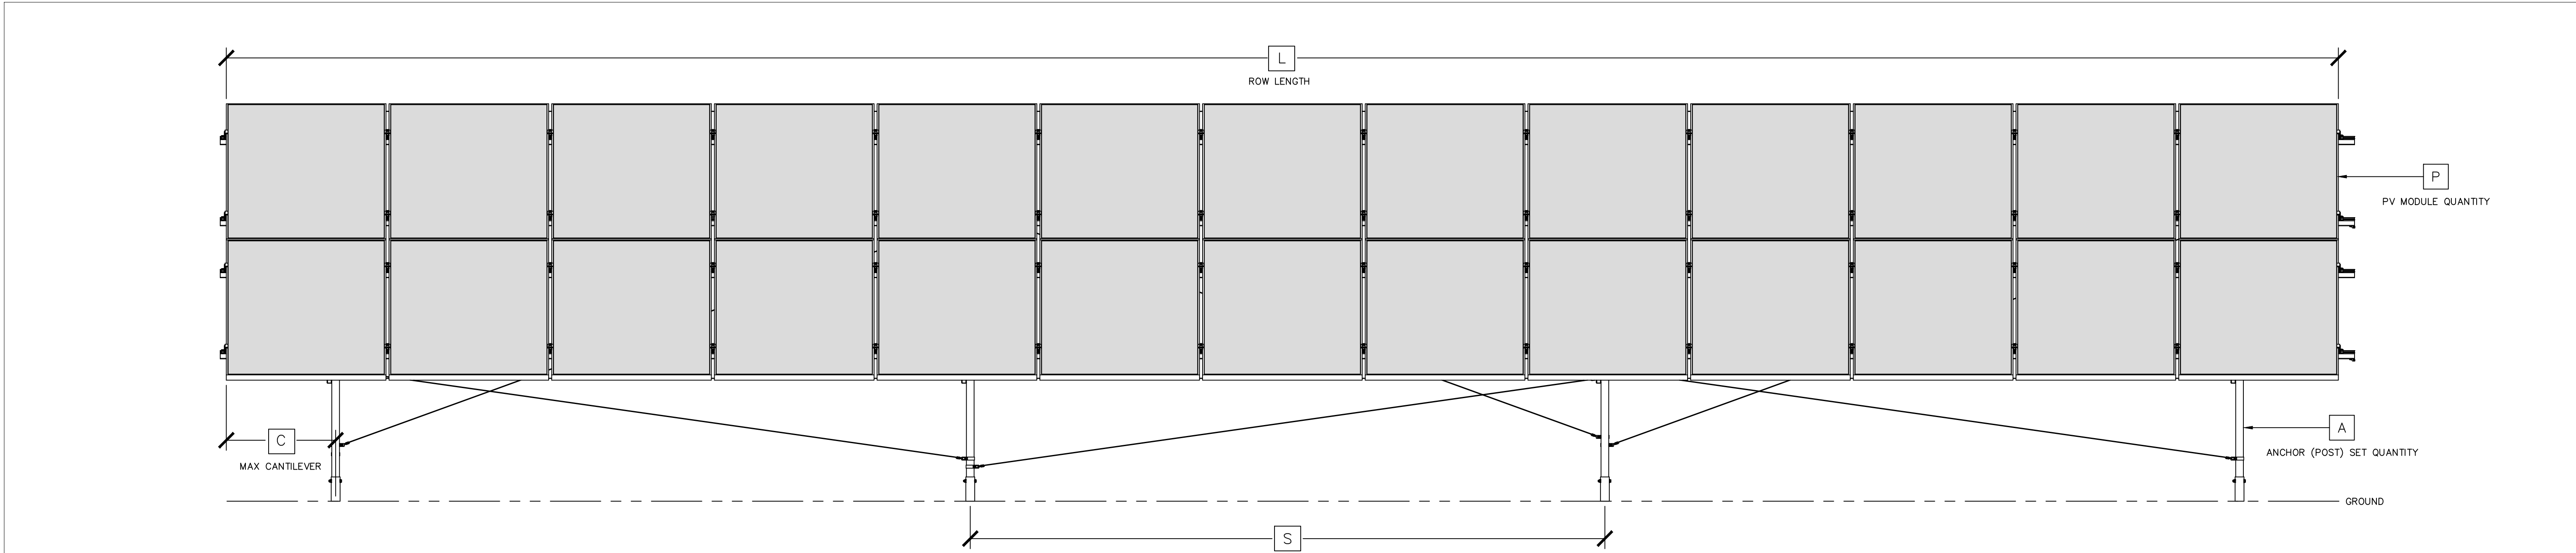 L
ROW LENGTH
P
PV MODULE QUANTITY
C
MAX CANTILEVER
A
ANCHOR (POST) SET QUANTITY
GROUND
S